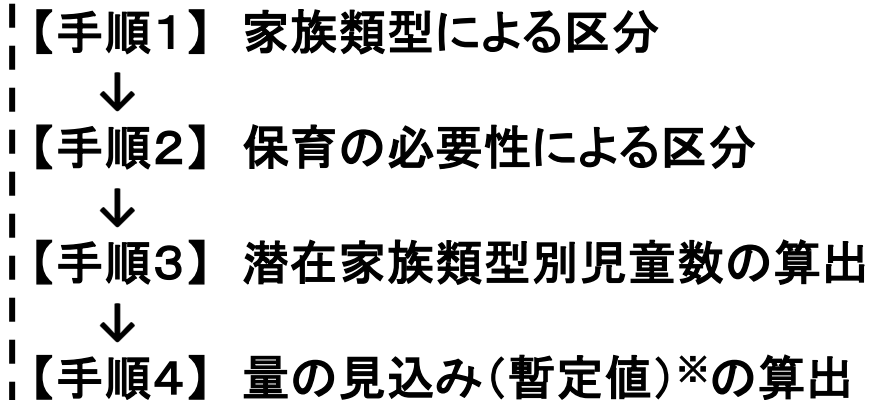 【手順1】 家族類型による区分
↓
【手順2】 保育の必要性による区分
↓
【手順3】 潜在家族類型別児童数の算出
↓
【手順4】 量の見込み(暫定値)※の算出